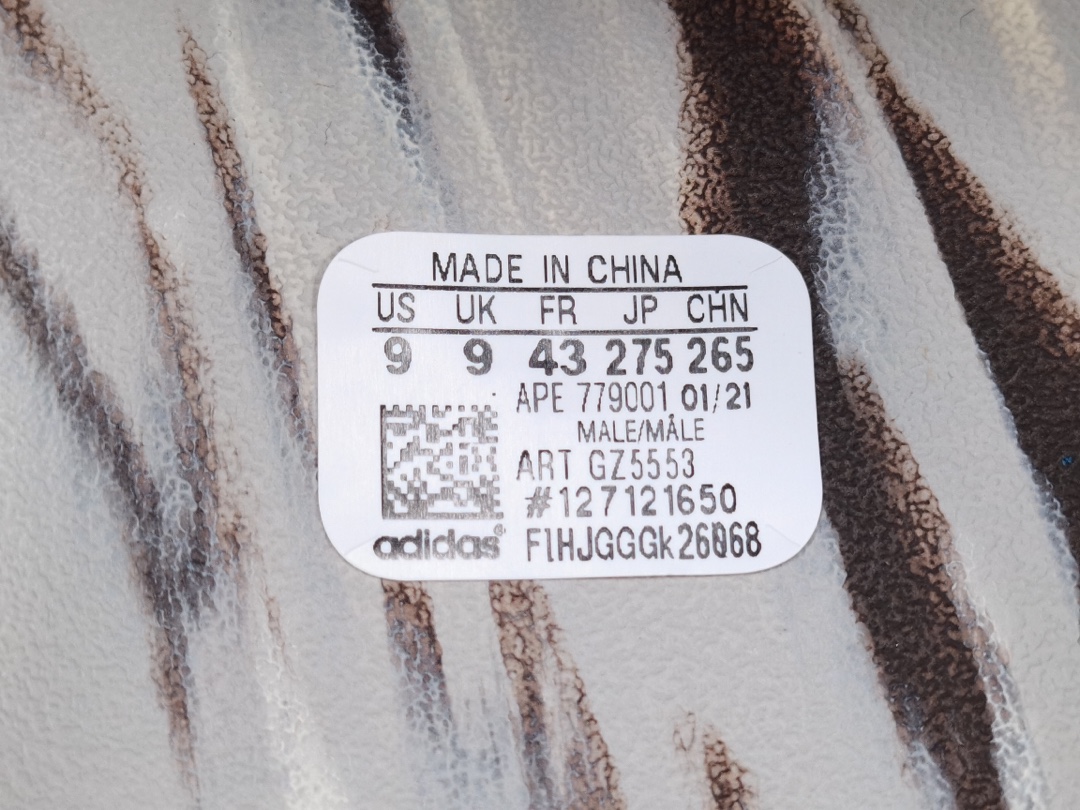 MADE IN CHINA
US UK FR JP CHN
9 9 43 275 265
APE 779001 01/21
MALE/MÂLE
ART GZ5553
#127121650
adidas® FlHJGGGk26068